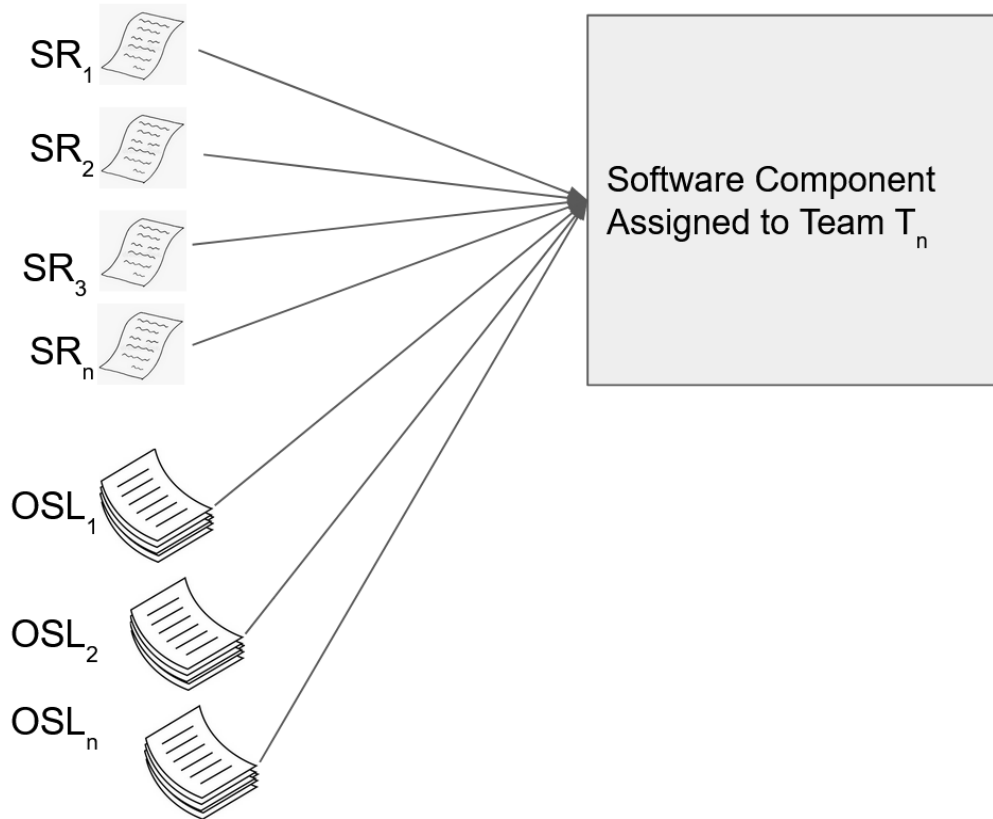 SR₁
SR₂
SR₃
SRₙ
OSL₁
OSL₂
OSLₙ
Software Component
Assigned to Team Tₙ